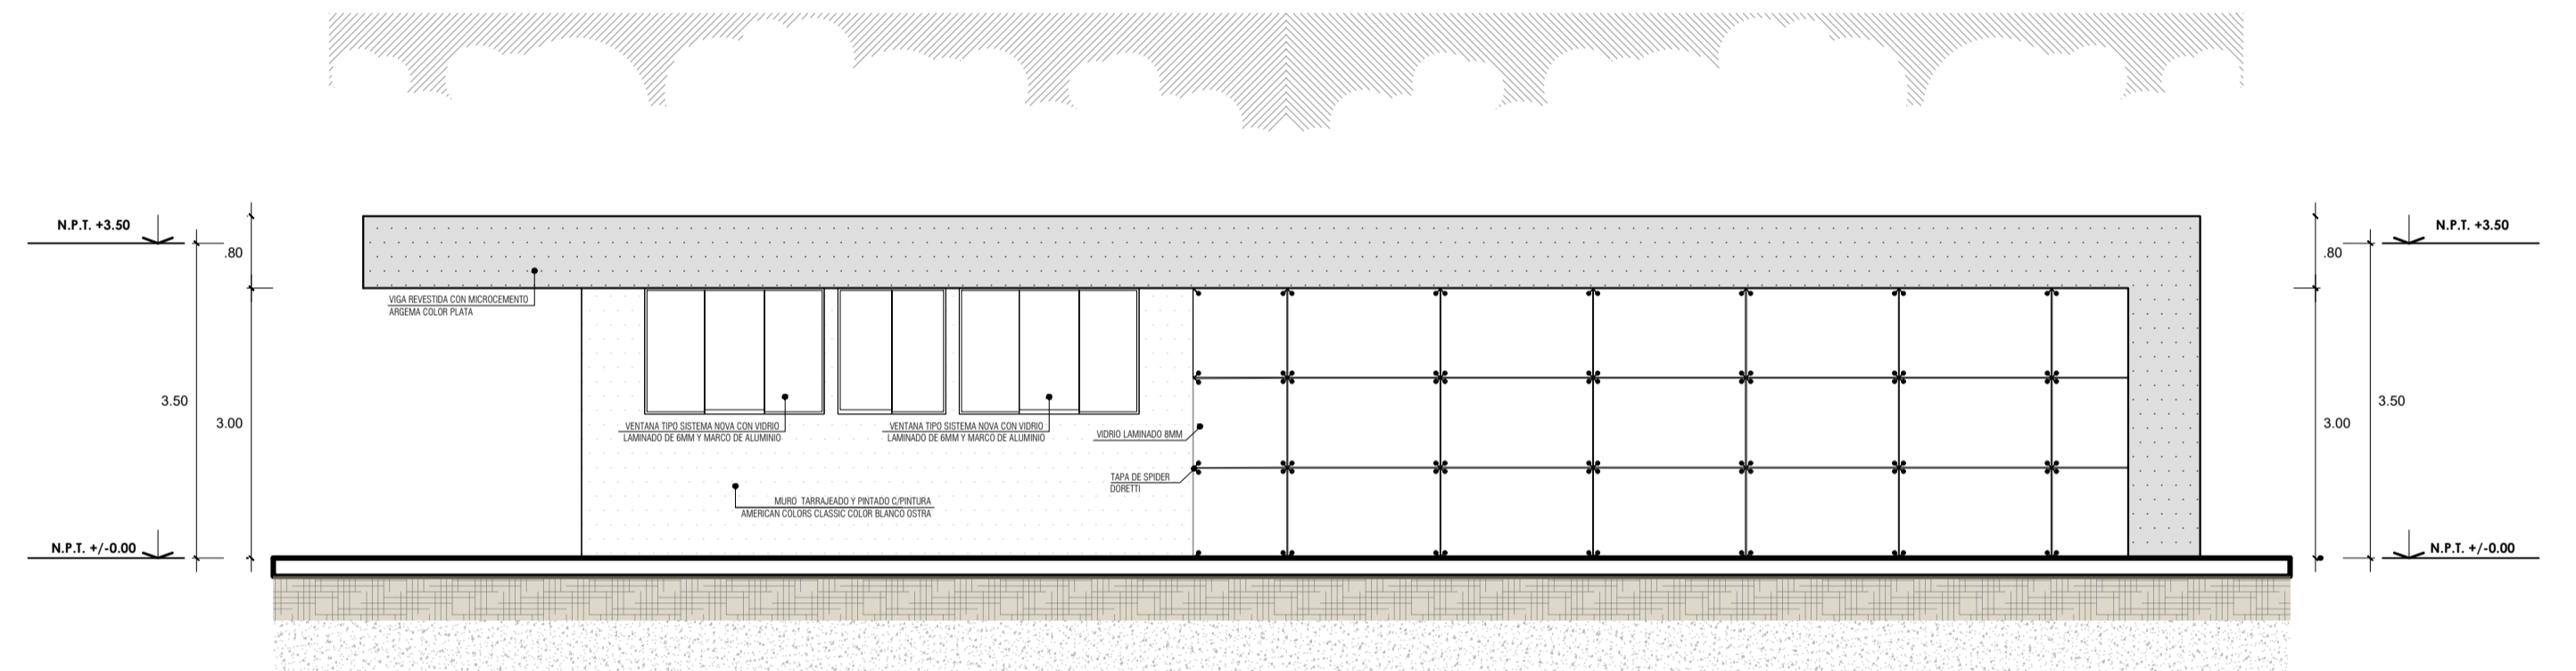 N.P.T. +3.50
N.P.T. +3.50
.80
.80
VIGA REVESTIDA CON MICROCEMENTO
ARGEMA COLOR PLATA
3.50
3.00
3.50
3.00
VENTANA TIPO SISTEMA NOVA CON VIDRIO
LAMINADO DE 6MM Y MARCO DE ALUMINIO
VENTANA TIPO SISTEMA NOVA CON VIDRIO
LAMINADO DE 6MM Y MARCO DE ALUMINIO
VIDRIO LAMINADO 8MM
TAPA DE SPIDER
DORETTI
MURO TARRAJEADO Y PINTADO C/PINTURA
AMERICAN COLORS CLASSIC COLOR BLANCO OSTRA
N.P.T. +/-0.00
N.P.T. +/-0.00